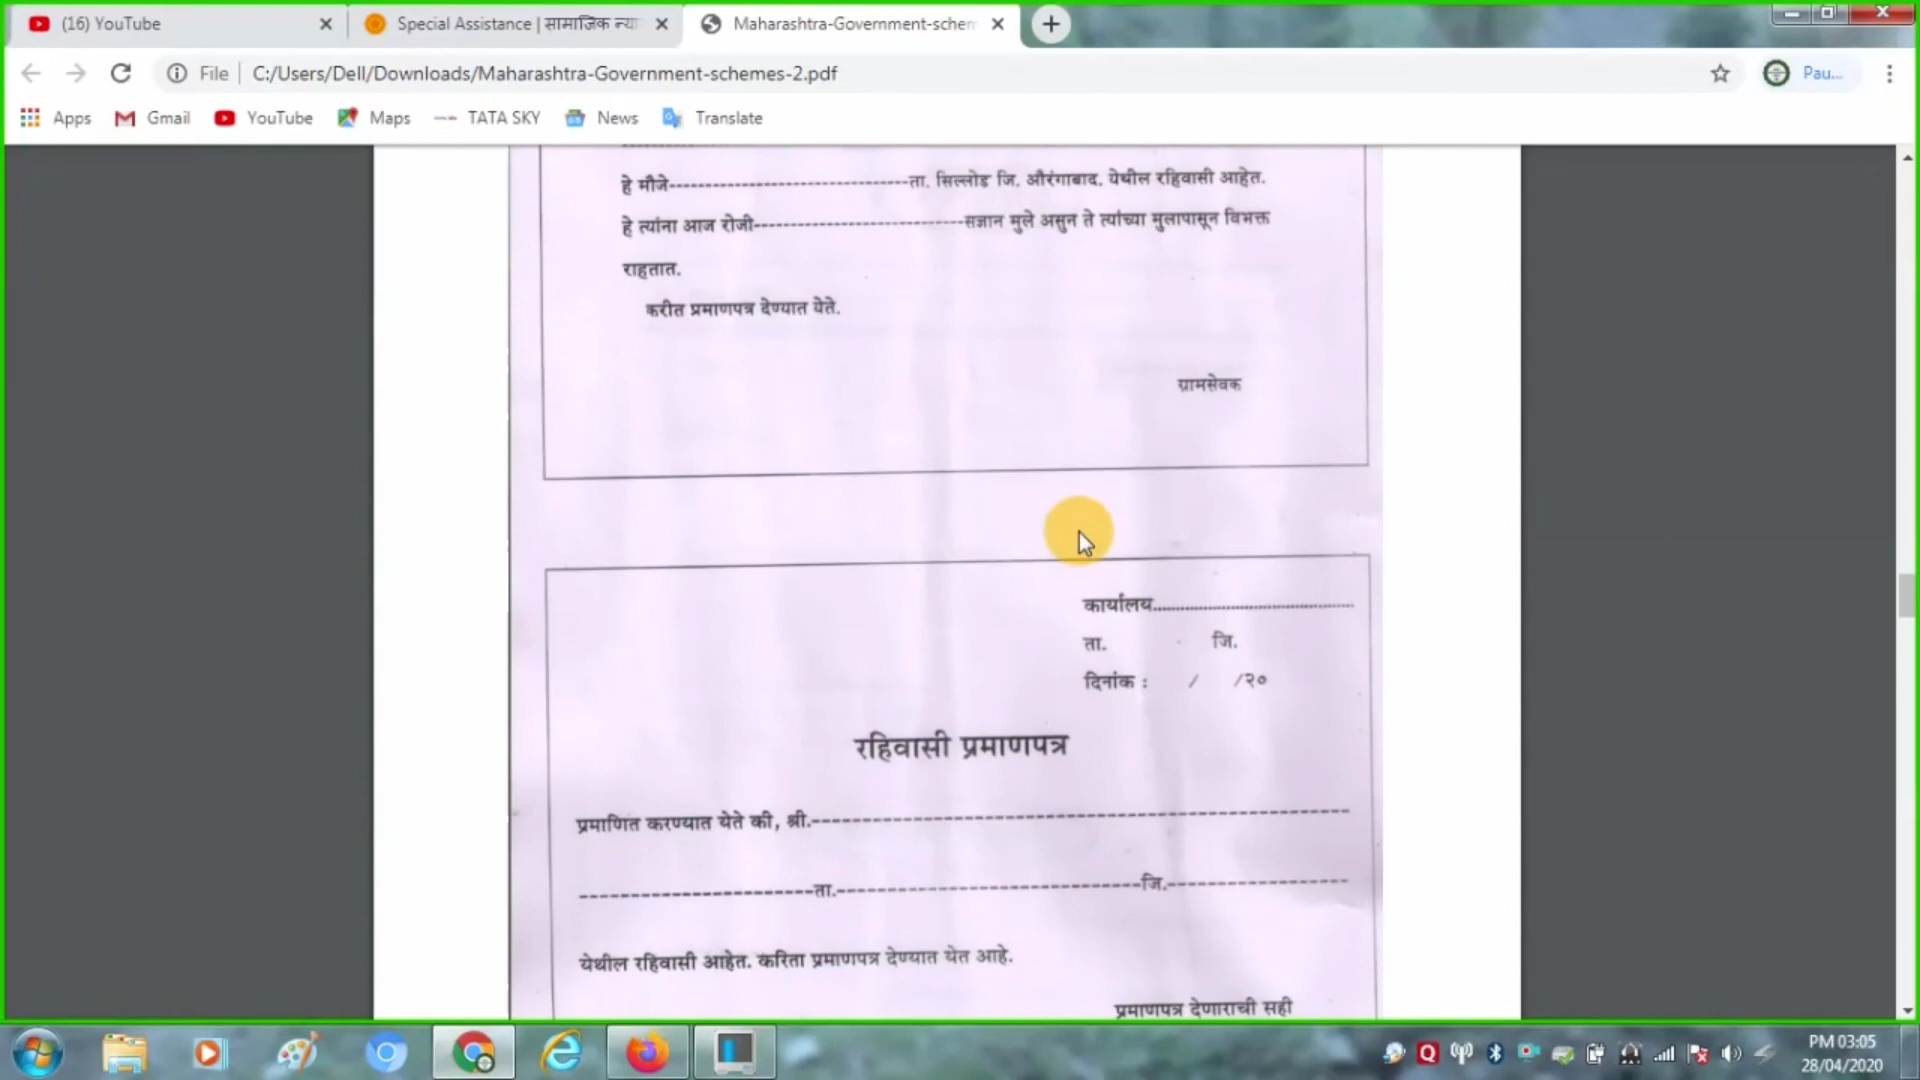 (16) YouTube
Special Assistance | सामाजिक न्या
Maharashtra-Government-schem
File
C:/Users/Dell/Downloads/Maharashtra-Government-schemes-2.pdf
Pau...
Apps
Gmail
YouTube
Maps
TATA SKY
News
Translate
हे मौजे---------------------------------ता. सिल्लोड जि. औरंगाबाद. येथील रहिवासी आहेत.
हे त्यांना आज रोजी-----------------------------सज्ञान मुले असुन ते त्यांच्या मुलापासून विभक्त
राहतात.
करीत प्रमाणपत्र देण्यात येते.
ग्रामसेवक
कार्यालय...............................................
ता. जि.
दिनांक : / /२०
रहिवासी प्रमाणपत्र
प्रमाणित करण्यात येते की, श्री.----------------------------------------------------------------
----------------------------ता.------------------------------------जि.---------------------
येथील रहिवासी आहेत. करिता प्रमाणपत्र देण्यात येत आहे.
प्रमाणपत्र देणाराची सही
PM 03:05
28/04/2020